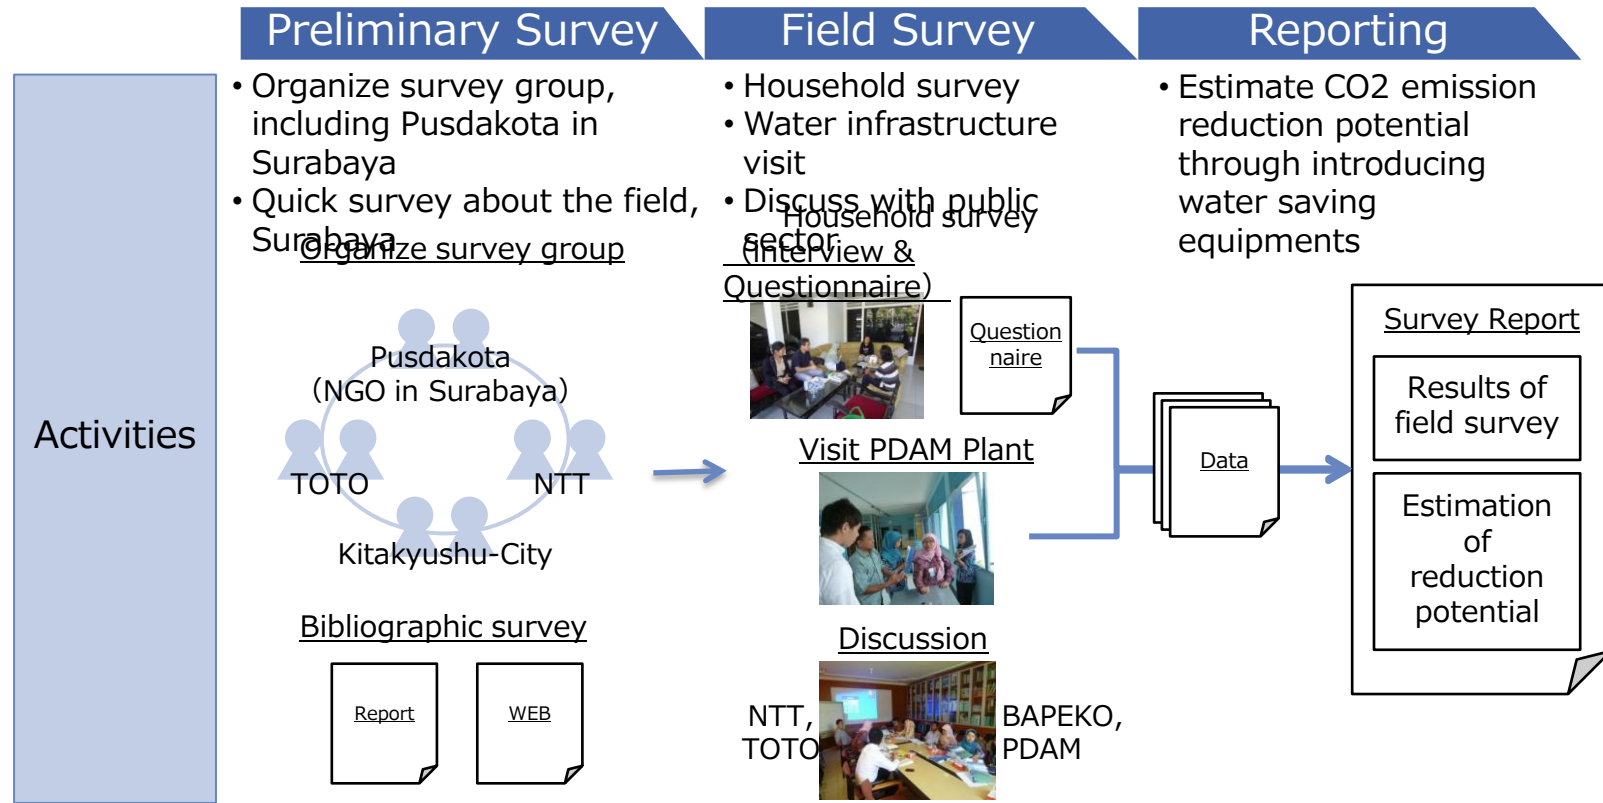 Preliminary Survey
Field Survey
Reporting
Activities
• Organize survey group,
including Pusdakota in
Surabaya
• Quick survey about the field,
Surabaya
Organize survey group
Pusdakota
（NGO in Surabaya）
TOTO
NTT
Kitakyushu-City
Bibliographic survey
Report
WEB
• Household survey
• Water infrastructure
visit
• Discuss with public
sector
Household survey
（Interview &
Questionnaire）
Question
naire
Visit PDAM Plant
Discussion
NTT,
TOTO
BAPEKO,
PDAM
Data
• Estimate CO2 emission
reduction potential
through introducing
water saving
equipments
Survey Report
Results of
field survey
Estimation
of
reduction
potential